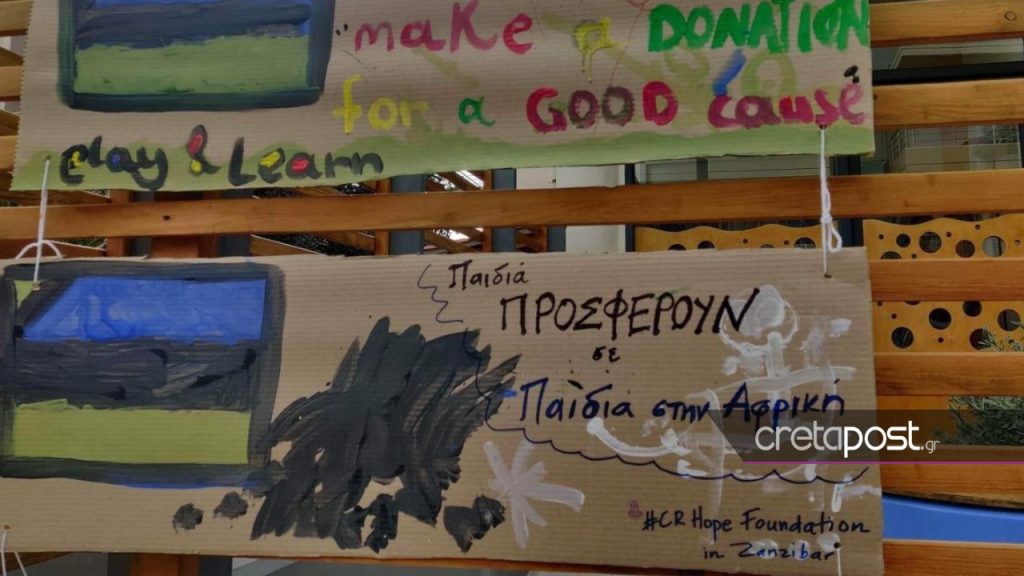 make a DONATION
for a GOOD cause
play & Learn
Παιδιά
ΠΡΟΣΦΕΡΟΥΝ
σε
Παιδιά στην Αφρική
cretapost.gr
#CR Hope Foundation
in Zanzibar